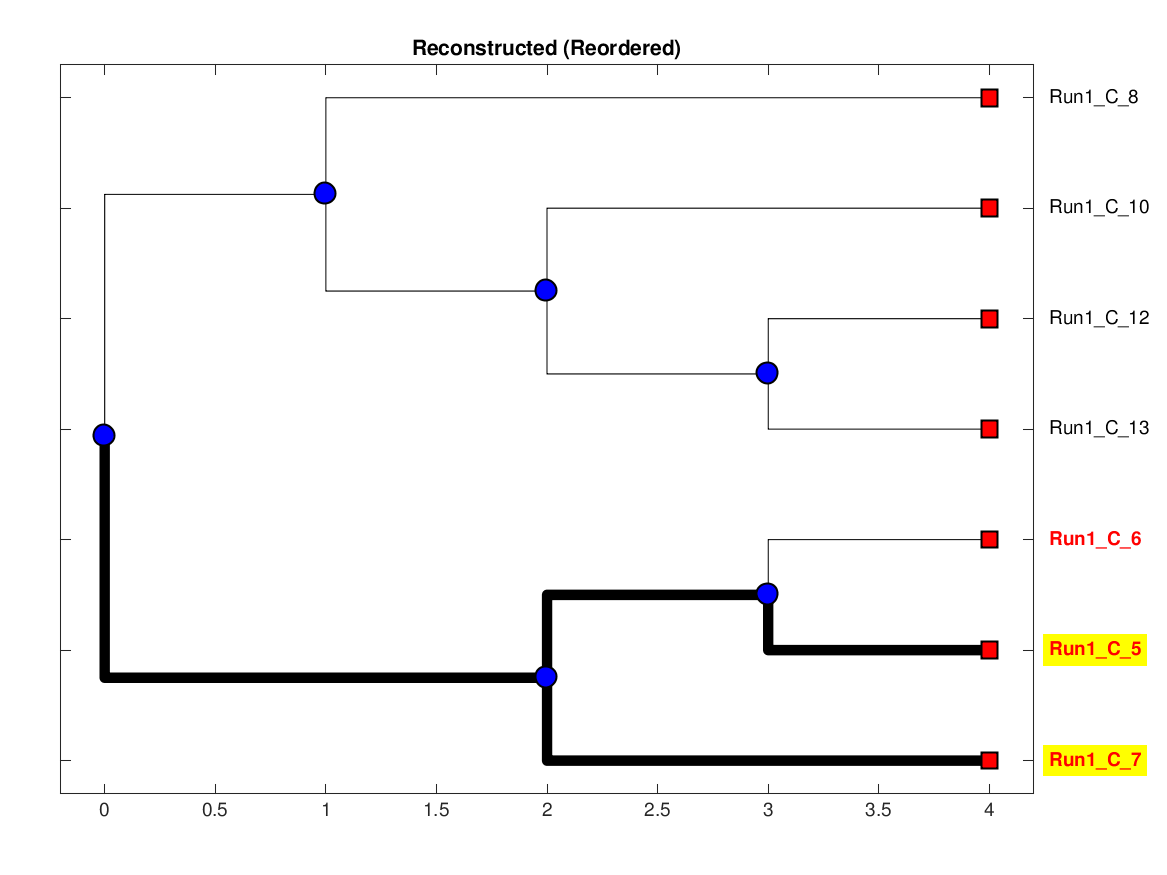 Reconstructed (Reordered)
Run1_C_8
Run1_C_10
Run1_C_12
Run1_C_13
Run1_C_6
Run1_C_5
Run1_C_7
0 0.5 1 1.5 2 2.5 3 3.5 4